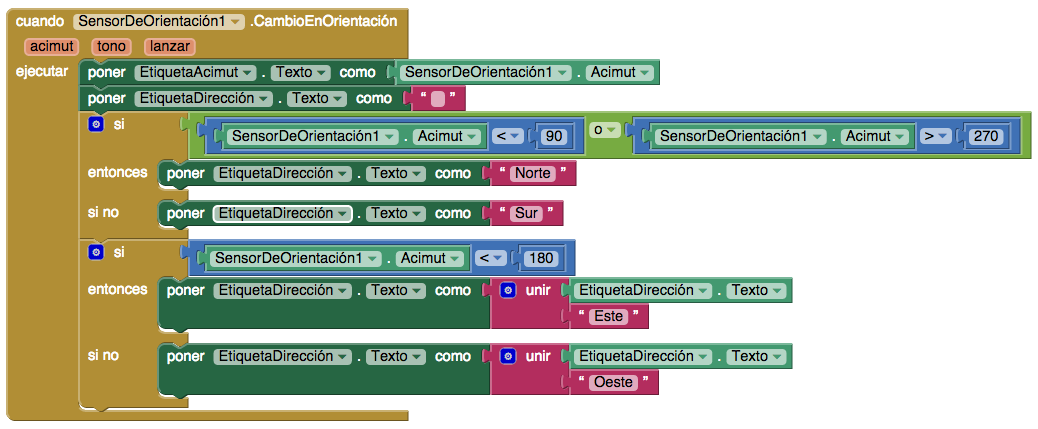 cuando SensorDeOrientación1 .CambioEnOrientación
acimut tono lanzar
ejecutar poner EtiquetaAcimut . Texto como SensorDeOrientación1 . Acimut
poner EtiquetaDirección . Texto como “ ”
si SensorDeOrientación1 . Acimut < 90 o SensorDeOrientación1 . Acimut > 270
entonces poner EtiquetaDirección . Texto como “ Norte ”
si no poner EtiquetaDirección . Texto como “ Sur ”
si SensorDeOrientación1 . Acimut < 180
entonces poner EtiquetaDirección . Texto como unir EtiquetaDirección . Texto
“ Este ”
si no poner EtiquetaDirección . Texto como unir EtiquetaDirección . Texto
“ Oeste ”